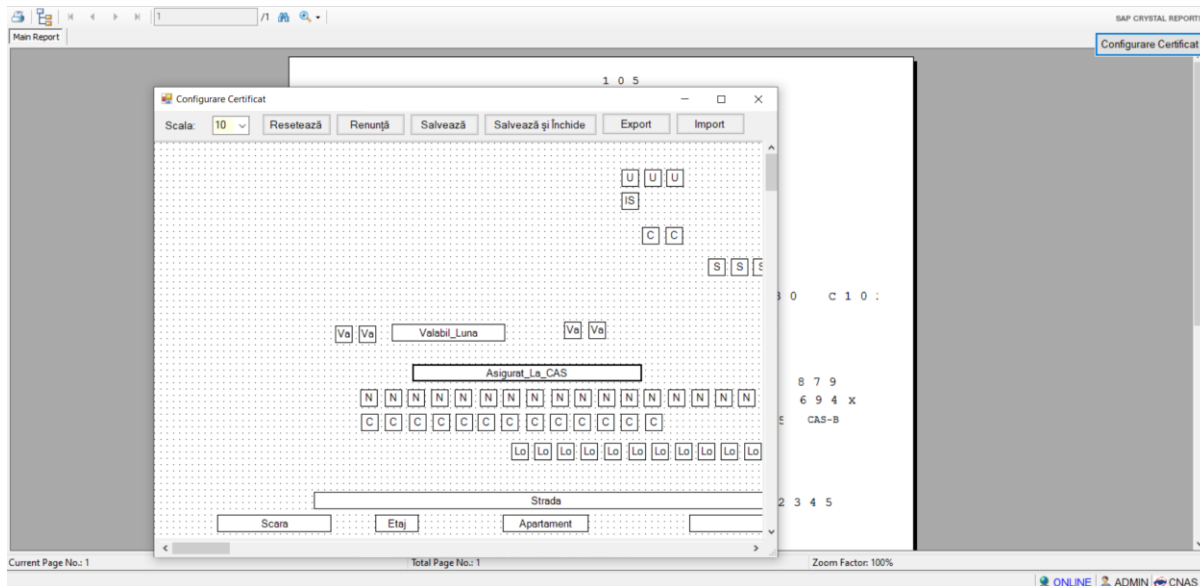 1 /1 SAP CRYSTAL REPORTS
Main Report
Configurare Certificat
1 0 5
Configurare Certificat
Scala: 10 Resetează Renunță Salvează Salvează și Închide Export Import
U U U
IS
C C
S S S
3 0 C 1 0 :
Va Va Valabil_Luna Va Va
Asigurat_La_CAS
8 7 9
N N N N N N N N N N N N N N N N N
6 9 4 x
C C C C C C C C C C C C C
CAS-B
Lo Lo Lo Lo Lo Lo Lo Lo Lo Lo Lo
Strada
2 3 4 5
Scara Etaj Apartament
Current Page No.: 1 Total Page No.: 1 Zoom Factor: 100%
ONLINE ADMIN CNAS